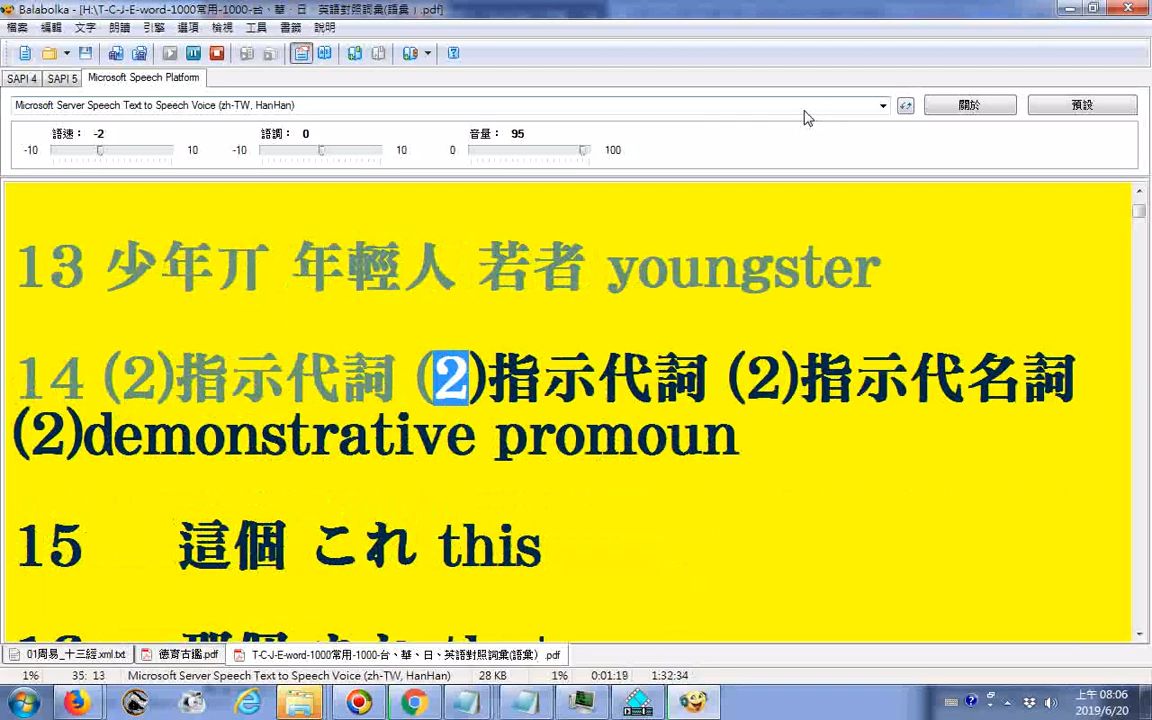 Balabolka - [H:\T-C-J-E-word-1000常用-1000-台、華、日、英語對照詞彙(語彙).pdf]
檔案 編輯 文字 朗讀 引擎 選項 檢視 工具 書籤 說明
SAPI 4 SAPI 5 Microsoft Speech Platform
Microsoft Server Speech Text to Speech Voice (zh-TW, HanHan) 關於 預設
語速： -2 語調： 0 音量： 95
-10 10 -10 10 0 100
13 少年丌 年輕人 若者 youngster
14 (2)指示代詞 (2)指示代詞 (2)指示代名詞
(2)demonstrative promoun
15 這個 これ this
01周易_十三經.xml.txt 德育古鑑.pdf T-C-J-E-word-1000常用-1000-台、華、日、英語對照詞彙(語彙）.pdf
1% 35: 13 Microsoft Server Speech Text to Speech Voice (zh-TW, HanHan) 28 KB 1% 0:01:19 1:32:34
上午 08:06
2019/6/20